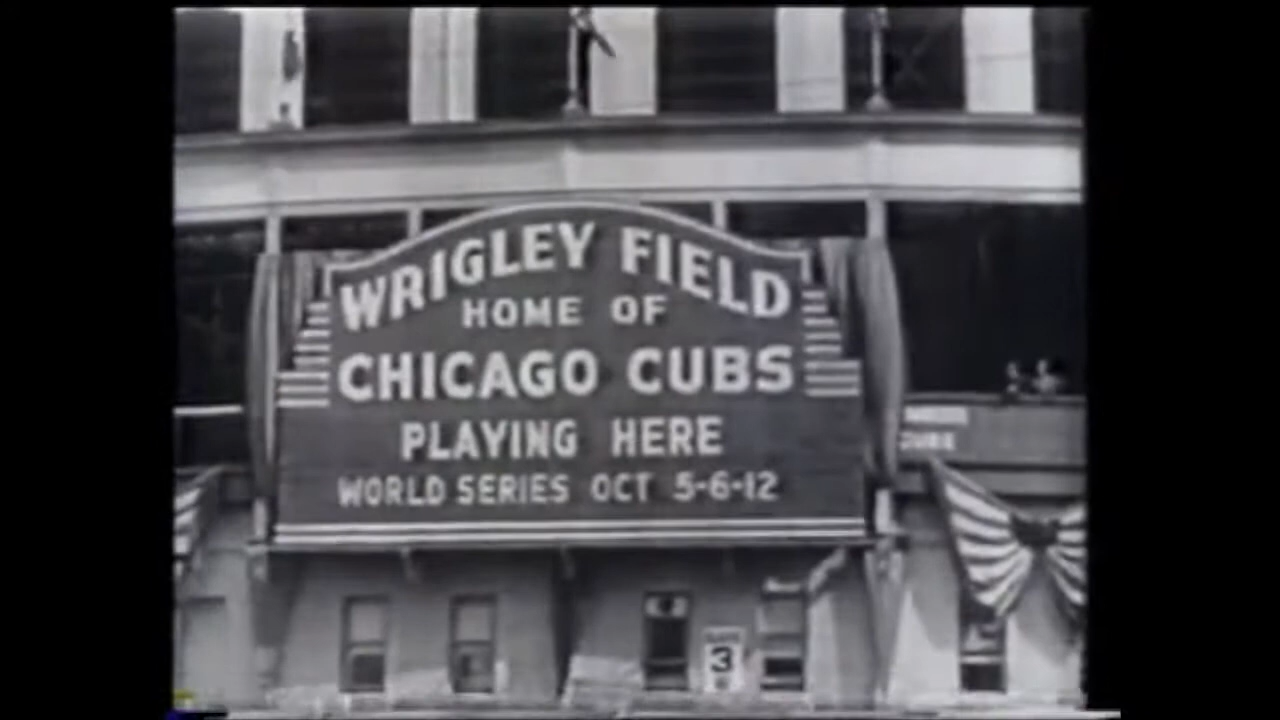 WRIGLEY FIELD
HOME OF
CHICAGO CUBS
PLAYING HERE
WORLD SERIES OCT 5-6-12
3